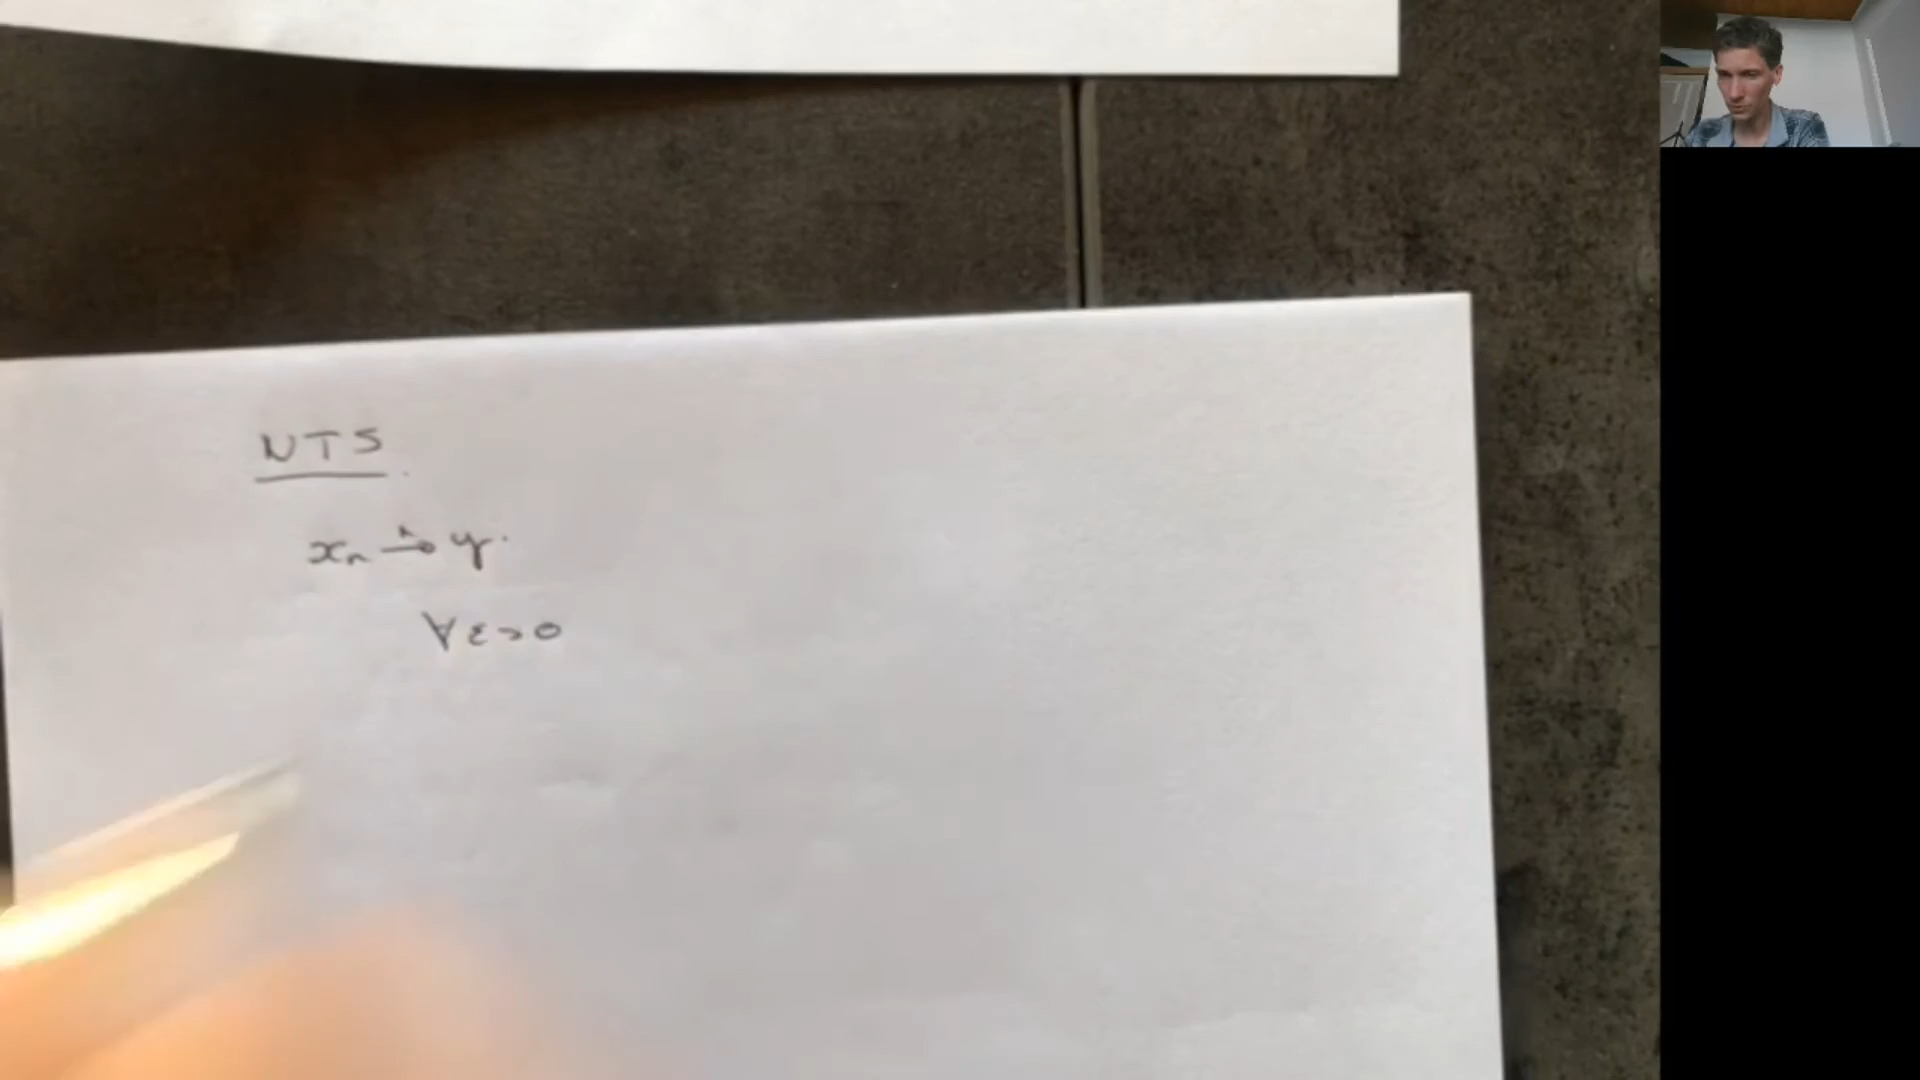 NTS
xₙ → y.
∀ε>0